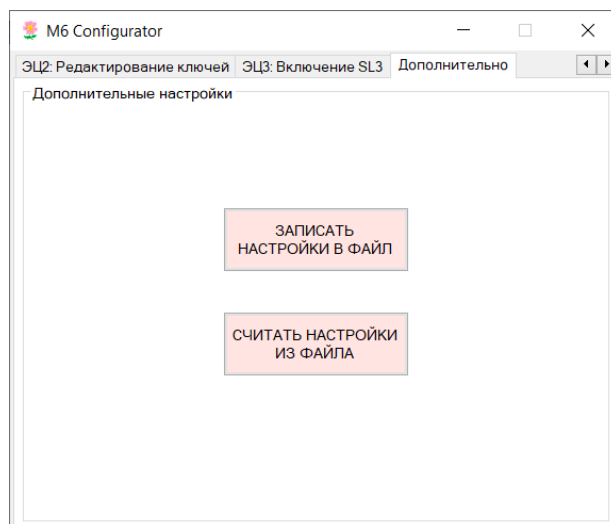 M6 Configurator
ЭЦ2: Редактирование ключей ЭЦ3: Включение SL3 Дополнительно
Дополнительные настройки
ЗАПИСАТЬ
НАСТРОЙКИ В ФАЙЛ
СЧИТАТЬ НАСТРОЙКИ
ИЗ ФАЙЛА